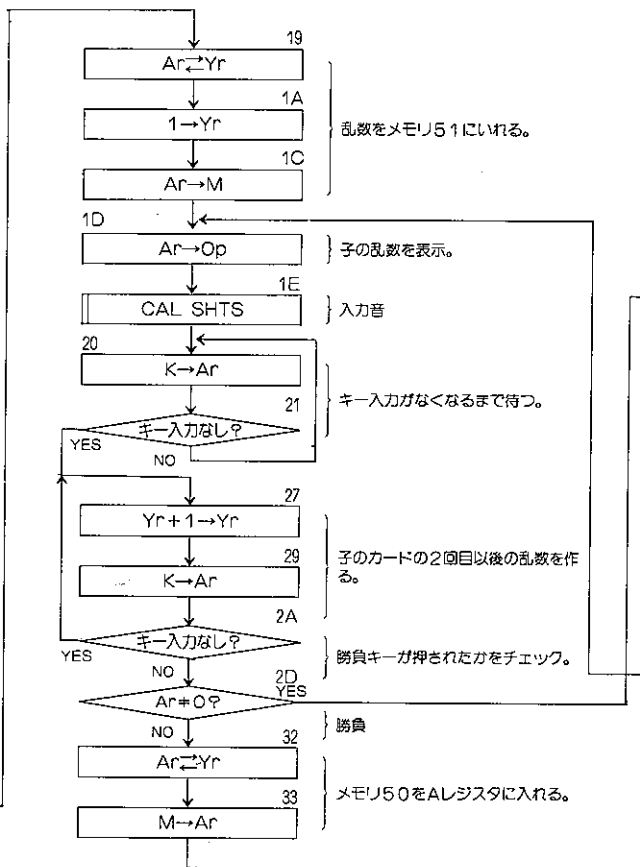 19
Ar⇄Yr
1A
1→Yr
1C
Ar→M
乱数をメモリ51にいれる。
1D
Ar→Op
子の乱数を表示。
1E
CAL SHTS
入力音
20
K→Ar
21
キー入力がなくなるまで待つ。
キー入力なし?
YES
NO
27
Yr+1→Yr
29
K→Ar
子のカードの2回目以後の乱数を作
る。
2A
キー入力なし?
YES
NO
勝負キーが押されたかをチェック。
2D
YES
Ar≠0?
NO
勝負
32
Ar⇄Yr
33
M→Ar
メモリ50をAレジスタに入れる。